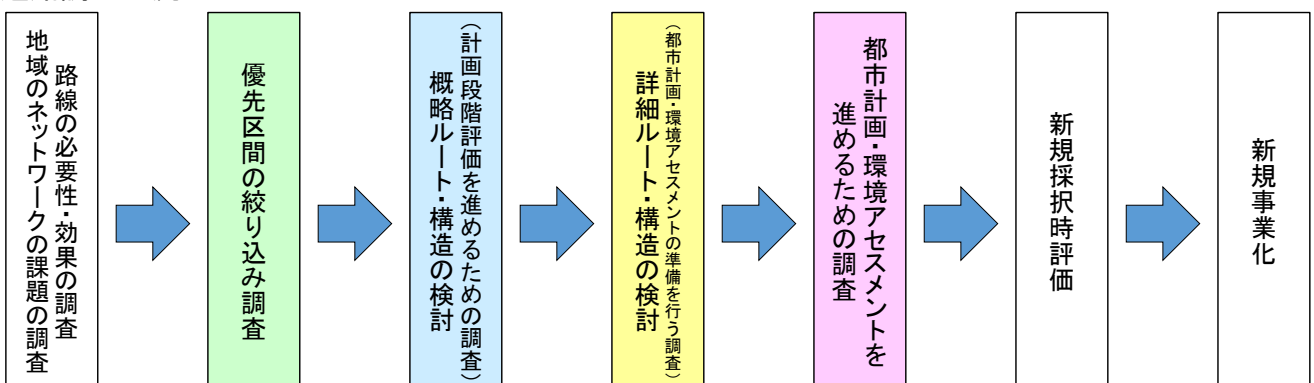 路線の必要性・効果の調査
地域のネットワークの課題の調査
優先区間の絞り込み調査
（計画段階評価を進めるための調査）
概略ルート・構造の検討
（都市計画・環境アセスメントの準備を行う調査）
詳細ルート・構造の検討
都市計画・環境アセスメントを
進めるための調査
新規採択時評価
新規事業化